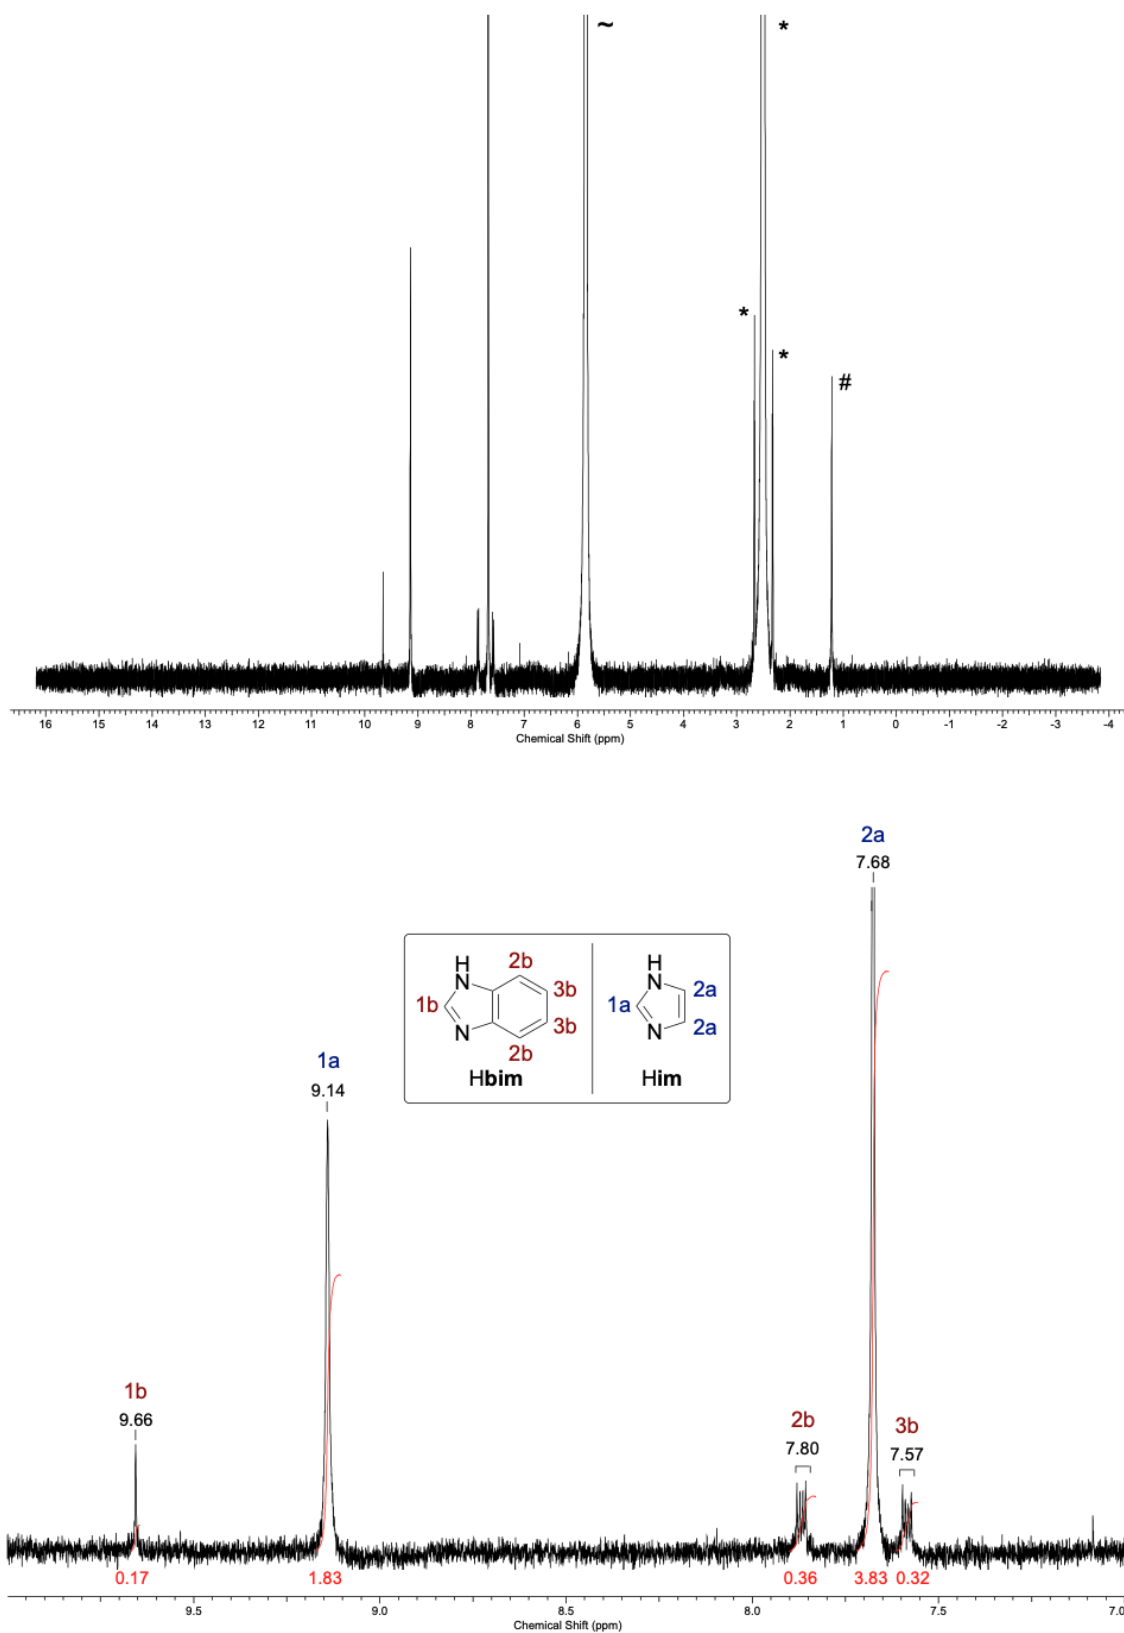 ~
*
*
*
#
16 15 14 13 12 11 10 9 8 7 6 5 4 3 2 1 0 -1 -2 -3 -4
Chemical Shift (ppm)
2a
7.68
H
N
N
1b
2b
3b
3b
2b
Hbim
H
N
N
1a
2a
2a
Him
1a
9.14
1b
9.66
2b
7.80
3b
7.57
0.17 1.83 0.36 3.83 0.32
9.5 9.0 8.5 8.0 7.5 7.0
Chemical Shift (ppm)